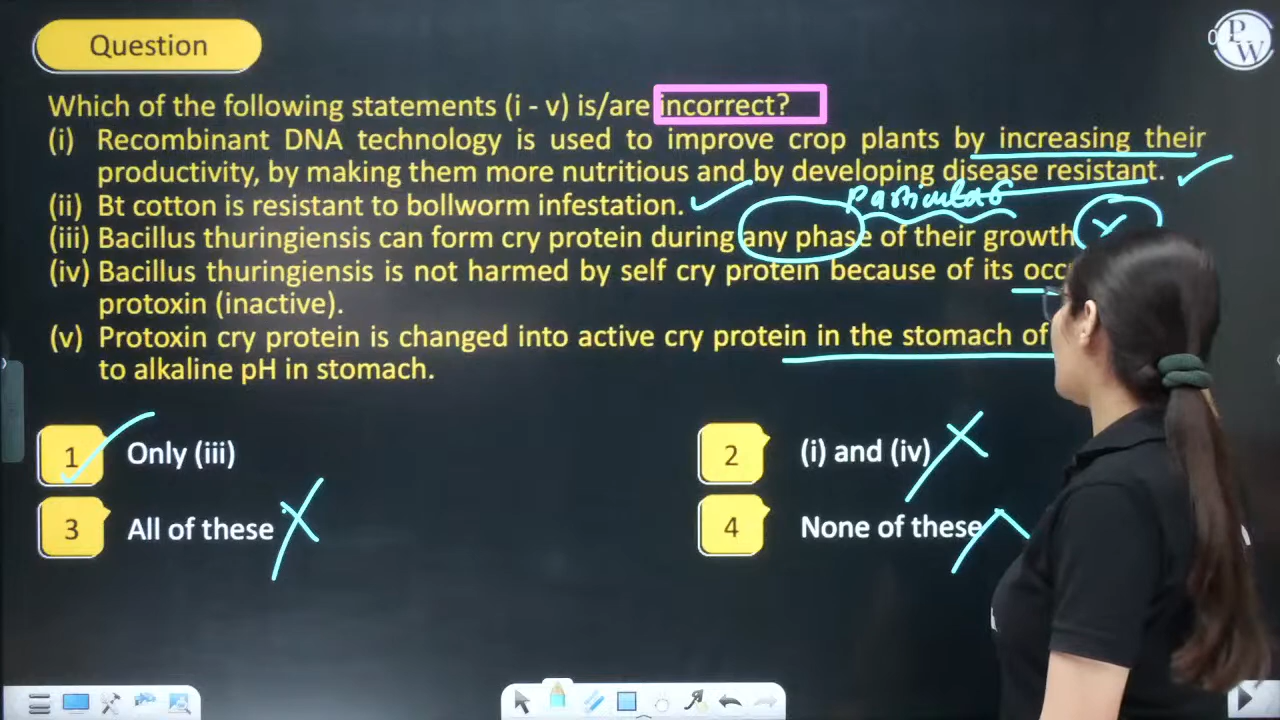 Question
PW
Which of the following statements (i - v) is/are incorrect?
(i) Recombinant DNA technology is used to improve crop plants by increasing their
productivity, by making them more nutritious and by developing disease resistant.
particular
(ii) Bt cotton is resistant to bollworm infestation.
(iii) Bacillus thuringiensis can form cry protein during any phase of their growth
(iv) Bacillus thuringiensis is not harmed by self cry protein because of its
protoxin (inactive).
(v) Protoxin cry protein is changed into active cry protein in the stomach of
to alkaline pH in stomach.
1 Only (iii)
2 (i) and (iv)
3 All of these
4 None of these